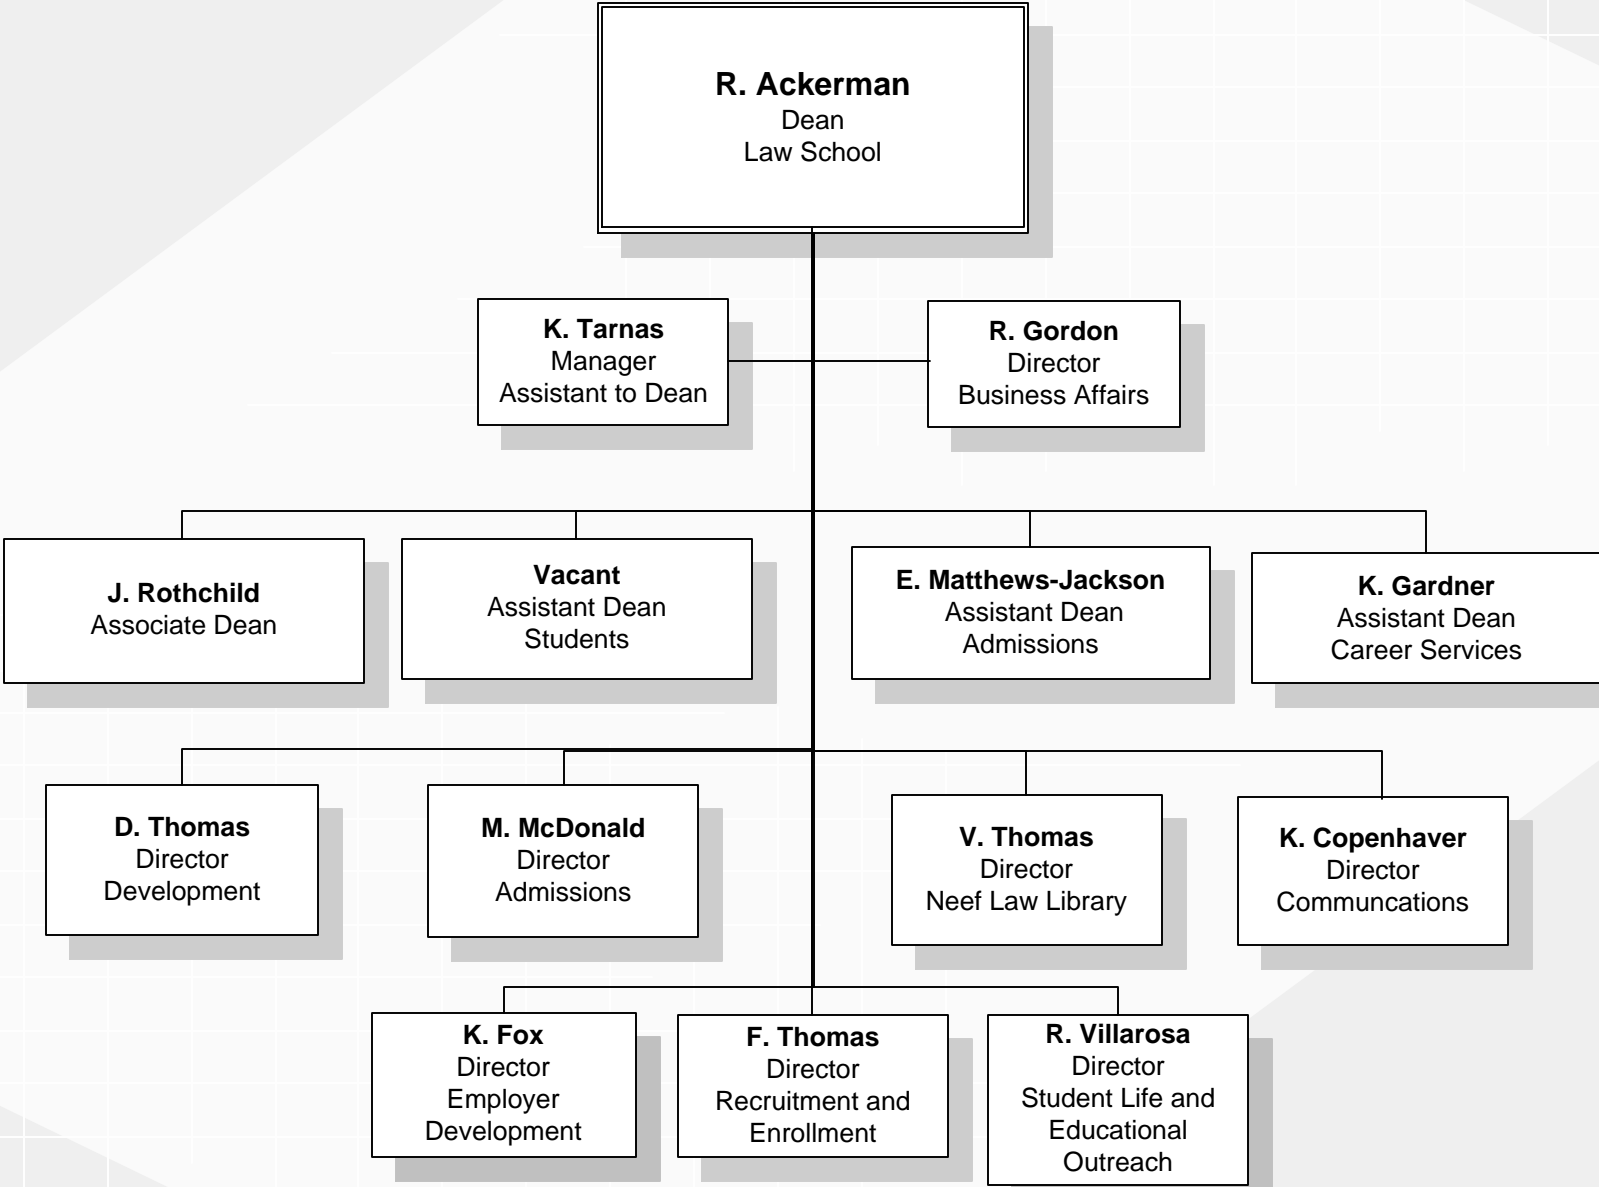 R. Ackerman
Dean
Law School
K. Tarnas
Manager
Assistant to Dean
R. Gordon
Director
Business Affairs
J. Rothchild
Associate Dean
Vacant
Assistant Dean
Students
E. Matthews-Jackson
Assistant Dean
Admissions
K. Gardner
Assistant Dean
Career Services
D. Thomas
Director
Development
M. McDonald
Director
Admissions
V. Thomas
Director
Neef Law Library
K. Copenhaver
Director
Communcations
K. Fox
Director
Employer
Development
F. Thomas
Director
Recruitment and
Enrollment
R. Villarosa
Director
Student Life and
Educational
Outreach